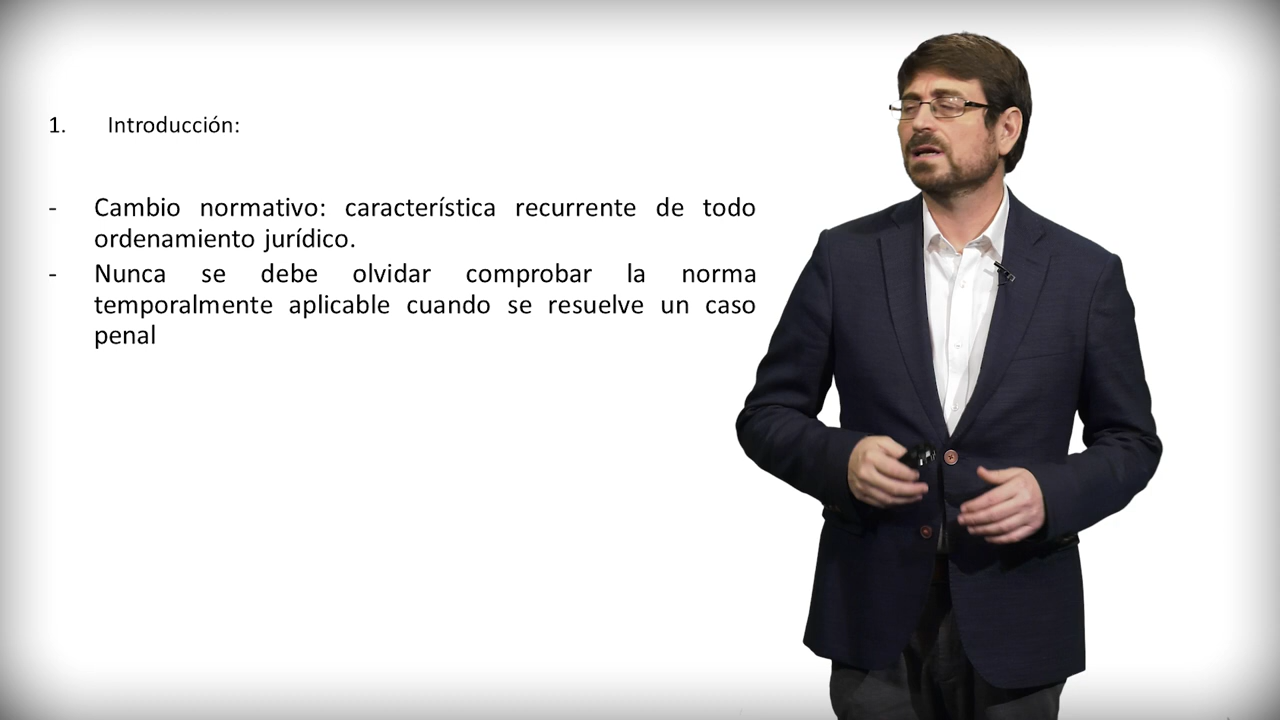 1. Introducción:
- Cambio normativo: característica recurrente de todo
ordenamiento jurídico.
- Nunca se debe olvidar comprobar la norma
temporalmente aplicable cuando se resuelve un caso
penal